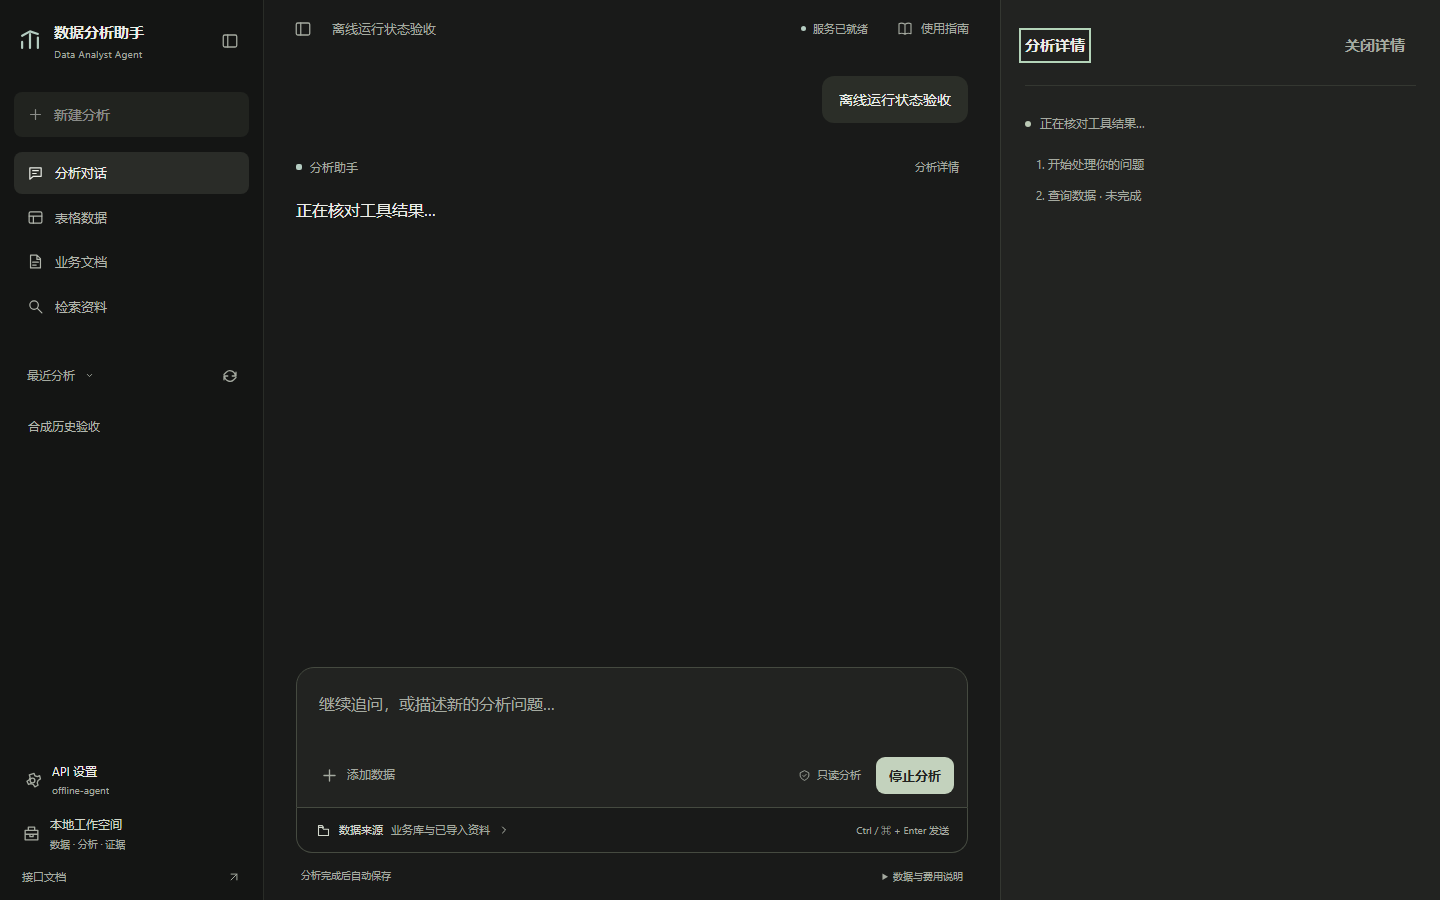 数据分析助手
Data Analyst Agent
新建分析
分析对话
表格数据
业务文档
检索资料
最近分析
合成历史验收
API 设置
offline-agent
本地工作空间
数据 · 分析 · 证据
接口文档
离线运行状态验收
服务已就绪
使用指南
离线运行状态验收
分析助手
分析详情
正在核对工具结果...
继续追问，或描述新的分析问题...
添加数据
只读分析
停止分析
数据来源 业务库与已导入资料
Ctrl / ⌘ + Enter 发送
分析完成后自动保存
数据与费用说明
分析详情
关闭详情
正在核对工具结果...
1. 开始处理你的问题
2. 查询数据 · 未完成